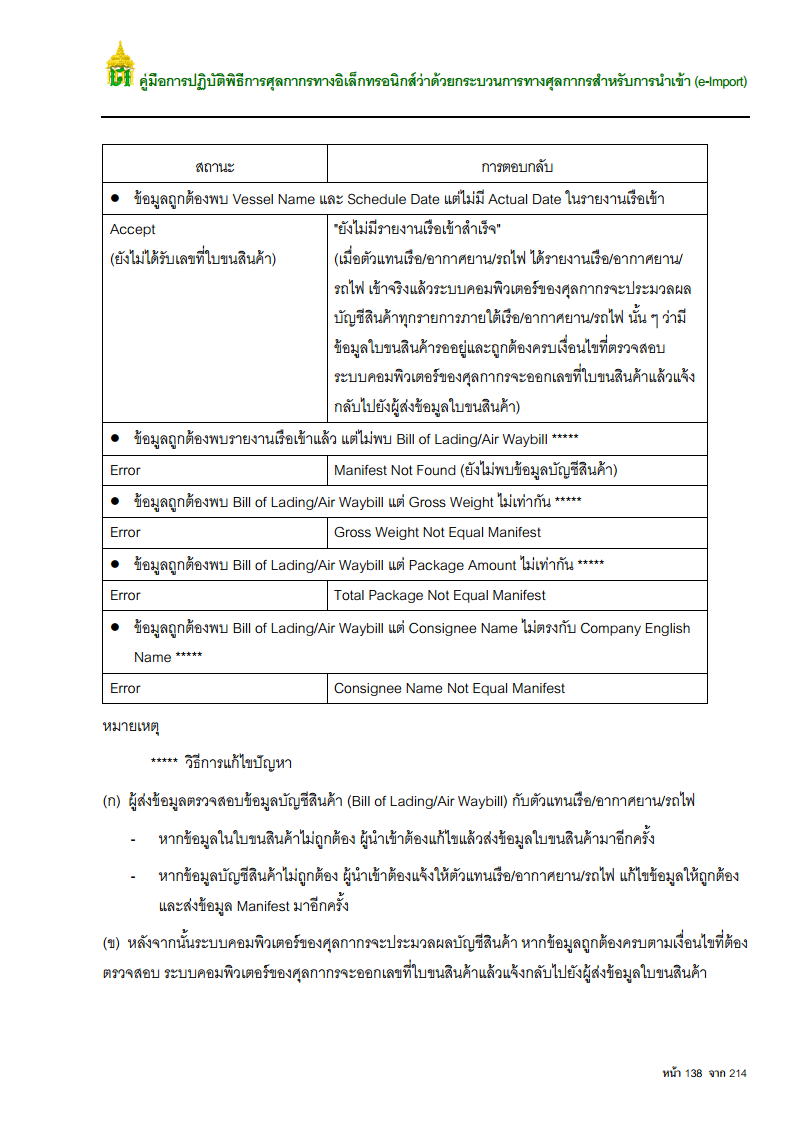 คู่มือการปฏิบัติพิธีการศุลกากรทางอิเล็กทรอนิกส์ว่าด้วยกระบวนการทางศุลกากรสำหรับการนำเข้า (e-Import)
สถานะ การตอบกลับ
● ข้อมูลถูกต้องพบ Vessel Name และ Schedule Date แต่ไม่มี Actual Date ในรายงานเรือเข้า
Accept "ยังไม่มีรายงานเรือเข้าสำเร็จ"
(ยังไม่ได้รับเลขที่ใบขนสินค้า) (เมื่อตัวแทนเรือ/อากาศยาน/รถไฟ ได้รายงานเรือ/อากาศยาน/
รถไฟ เข้าจริงแล้วระบบคอมพิวเตอร์ของศุลกากรจะประมวลผล
บัญชีสินค้าทุกรายการภายใต้เรือ/อากาศยาน/รถไฟ นั้น ๆ ว่ามี
ข้อมูลใบขนสินค้ารออยู่และถูกต้องครบเงื่อนไขที่ตรวจสอบ
ระบบคอมพิวเตอร์ของศุลกากรจะออกเลขที่ใบขนสินค้าแล้วแจ้ง
กลับไปยังผู้ส่งข้อมูลใบขนสินค้า)
● ข้อมูลถูกต้องพบรายงานเรือเข้าแล้ว แต่ไม่พบ Bill of Lading/Air Waybill *****
Error Manifest Not Found (ยังไม่พบข้อมูลบัญชีสินค้า)
● ข้อมูลถูกต้องพบ Bill of Lading/Air Waybill แต่ Gross Weight ไม่เท่ากัน *****
Error Gross Weight Not Equal Manifest
● ข้อมูลถูกต้องพบ Bill of Lading/Air Waybill แต่ Package Amount ไม่เท่ากัน *****
Error Total Package Not Equal Manifest
● ข้อมูลถูกต้องพบ Bill of Lading/Air Waybill แต่ Consignee Name ไม่ตรงกับ Company English
Name *****
Error Consignee Name Not Equal Manifest
หมายเหตุ
***** วิธีการแก้ไขปัญหา
(ก) ผู้ส่งข้อมูลตรวจสอบข้อมูลบัญชีสินค้า (Bill of Lading/Air Waybill) กับตัวแทนเรือ/อากาศยาน/รถไฟ
- หากข้อมูลในใบขนสินค้าไม่ถูกต้อง ผู้นำเข้าต้องแก้ไขแล้วส่งข้อมูลใบขนสินค้ามาอีกครั้ง
- หากข้อมูลบัญชีสินค้าไม่ถูกต้อง ผู้นำเข้าต้องแจ้งให้ตัวแทนเรือ/อากาศยาน/รถไฟ แก้ไขข้อมูลให้ถูกต้อง
และส่งข้อมูล Manifest มาอีกครั้ง
(ข) หลังจากนั้นระบบคอมพิวเตอร์ของศุลกากรจะประมวลผลบัญชีสินค้า หากข้อมูลถูกต้องครบตามเงื่อนไขที่ต้อง
ตรวจสอบ ระบบคอมพิวเตอร์ของศุลกากรจะออกเลขที่ใบขนสินค้าแล้วแจ้งกลับไปยังผู้ส่งข้อมูลใบขนสินค้า
หน้า 138 จาก 214